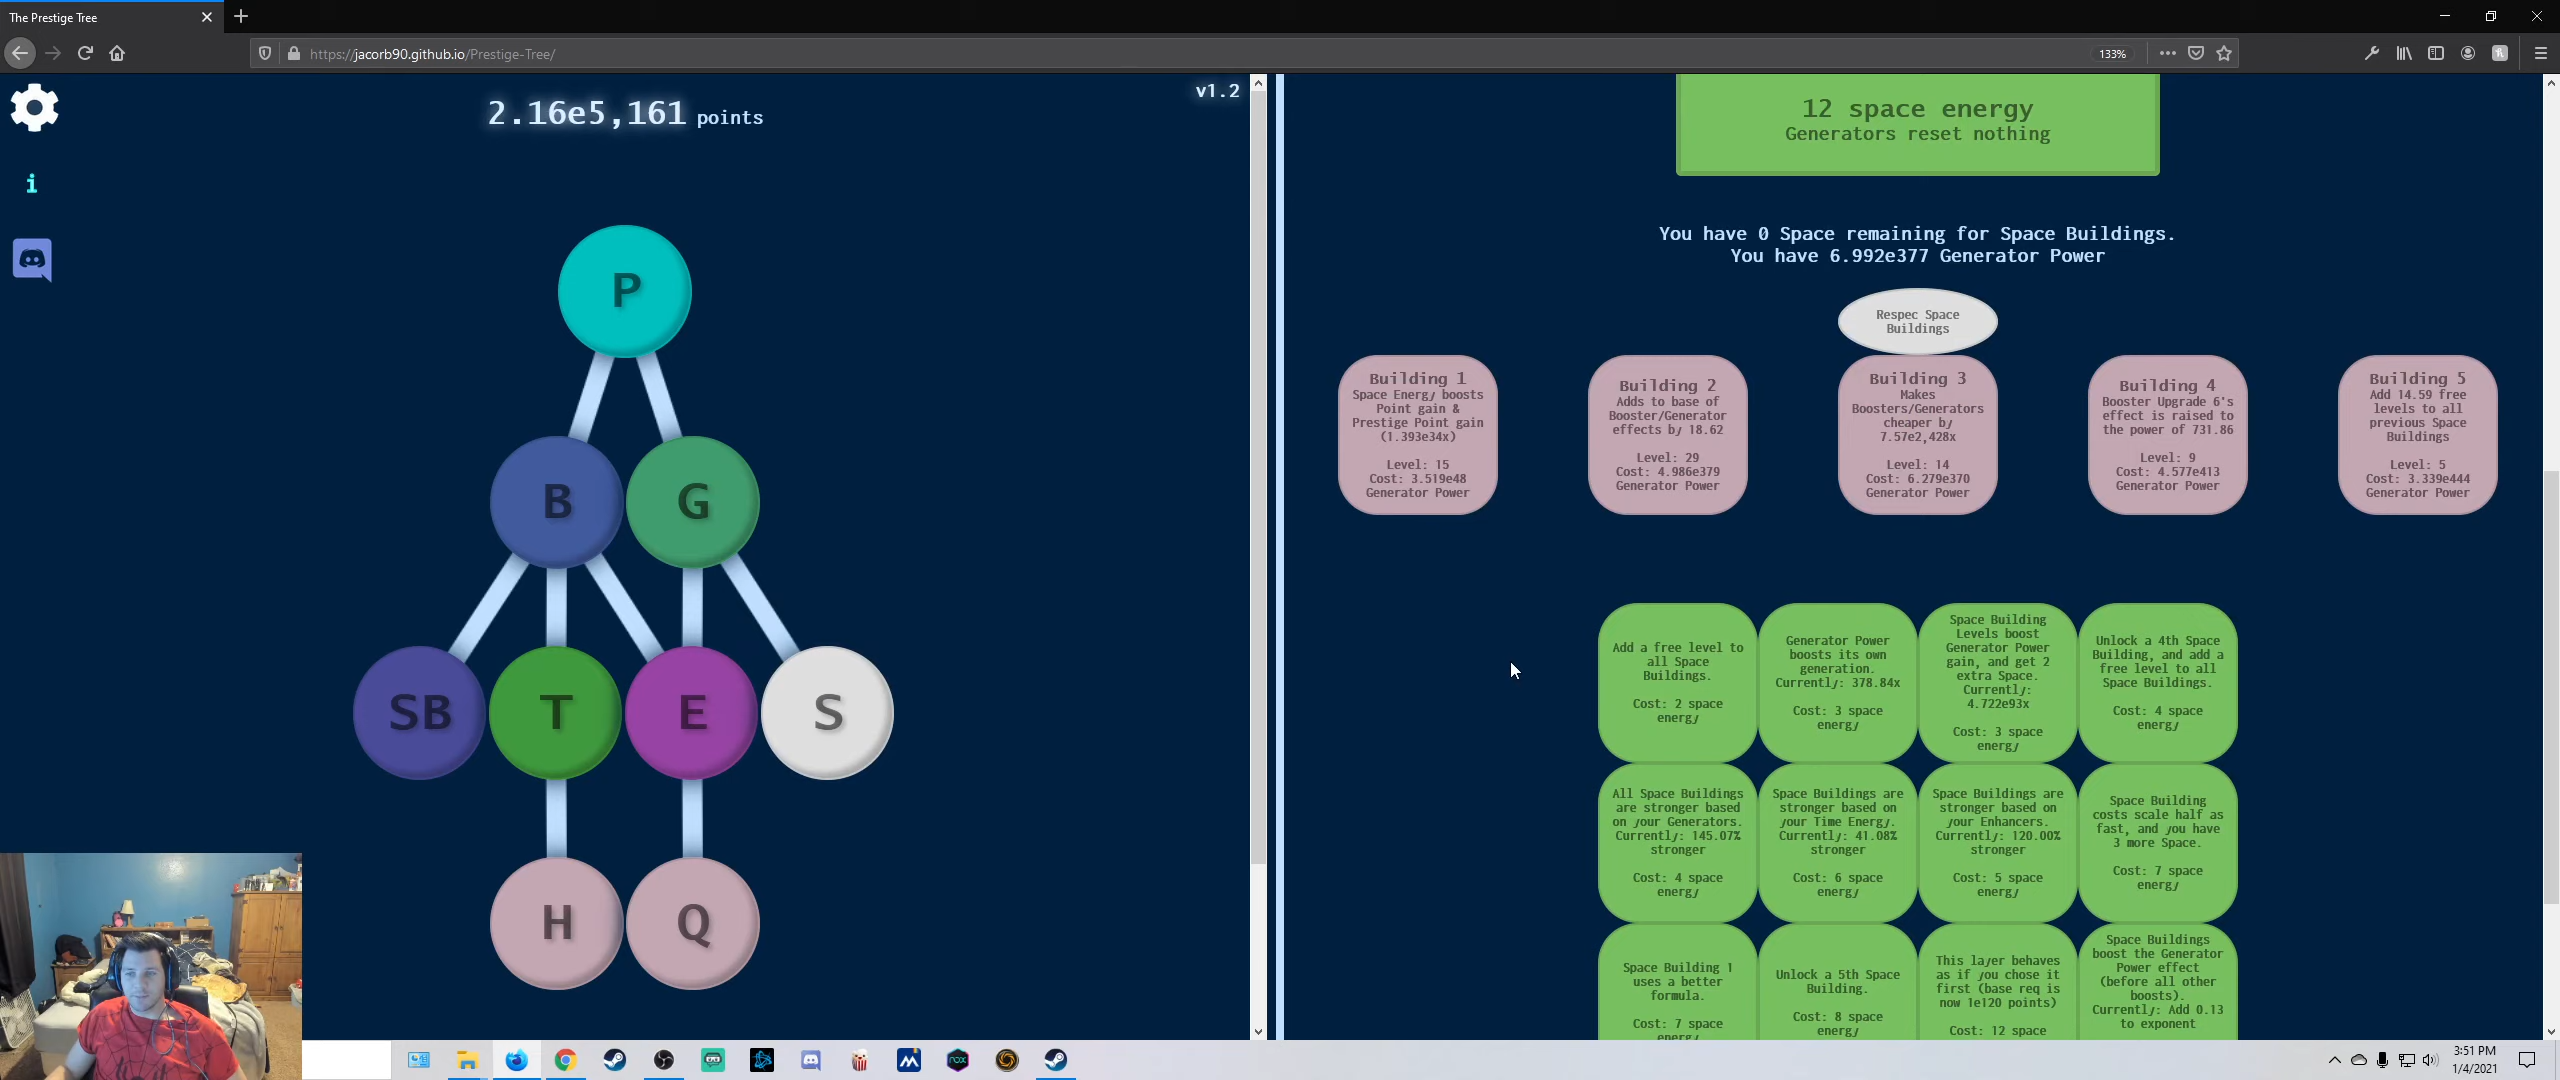 The Prestige Tree
https://jacorb90.github.io/Prestige-Tree/
133%
2.16e5,161 points
v1.2
i
P
B
G
SB
T
E
S
H
Q
12 space energy
Generators reset nothing
You have 0 Space remaining for Space Buildings.
You have 6.992e377 Generator Power
Respec Space
Buildings
Building 1
Space Energy boosts
Point gain &
Prestige Point gain
(1.393e34x)
Level: 15
Cost: 3.519e48
Generator Power
Building 2
Adds to base of
Booster/Generator
effects by 18.62
Level: 29
Cost: 4.986e379
Generator Power
Building 3
Makes
Boosters/Generators
cheaper by
7.57e2,428x
Level: 14
Cost: 6.279e370
Generator Power
Building 4
Booster Upgrade 6's
effect is raised to
the power of 731.86
Level: 9
Cost: 4.577e413
Generator Power
Building 5
Add 14.59 free
levels to all
previous Space
Buildings
Level: 5
Cost: 3.339e444
Generator Power
Add a free level to
all Space
Buildings.
Cost: 2 space
energy
Generator Power
boosts its own
generation.
Currently: 378.84x
Cost: 3 space
energy
Space Building
Levels boost
Generator Power
gain, and get 2
extra Space.
Currently:
4.722e93x
Cost: 3 space
energy
Unlock a 4th Space
Building, and add a
free level to all
Space Buildings.
Cost: 4 space
energy
All Space Buildings
are stronger based
on your Generators.
Currently: 145.07%
stronger
Cost: 4 space
energy
Space Buildings are
stronger based on
your Time Energy.
Currently: 41.08%
stronger
Cost: 6 space
energy
Space Buildings are
stronger based on
your Enhancers.
Currently: 120.00%
stronger
Cost: 5 space
energy
Space Building
costs scale half as
fast, and you have
3 more Space.
Cost: 7 space
energy
Space Building 1
uses a better
formula.
Cost: 7 space
energy
Unlock a 5th Space
Building.
Cost: 8 space
energy
This layer behaves
as if you chose it
first (base req is
now 1e120 points)
Cost: 12 space
Space Buildings
boost the Generator
Power effect
(before all other
boosts).
Currently: Add 0.13
to exponent
nox
3:51 PM
1/4/2021